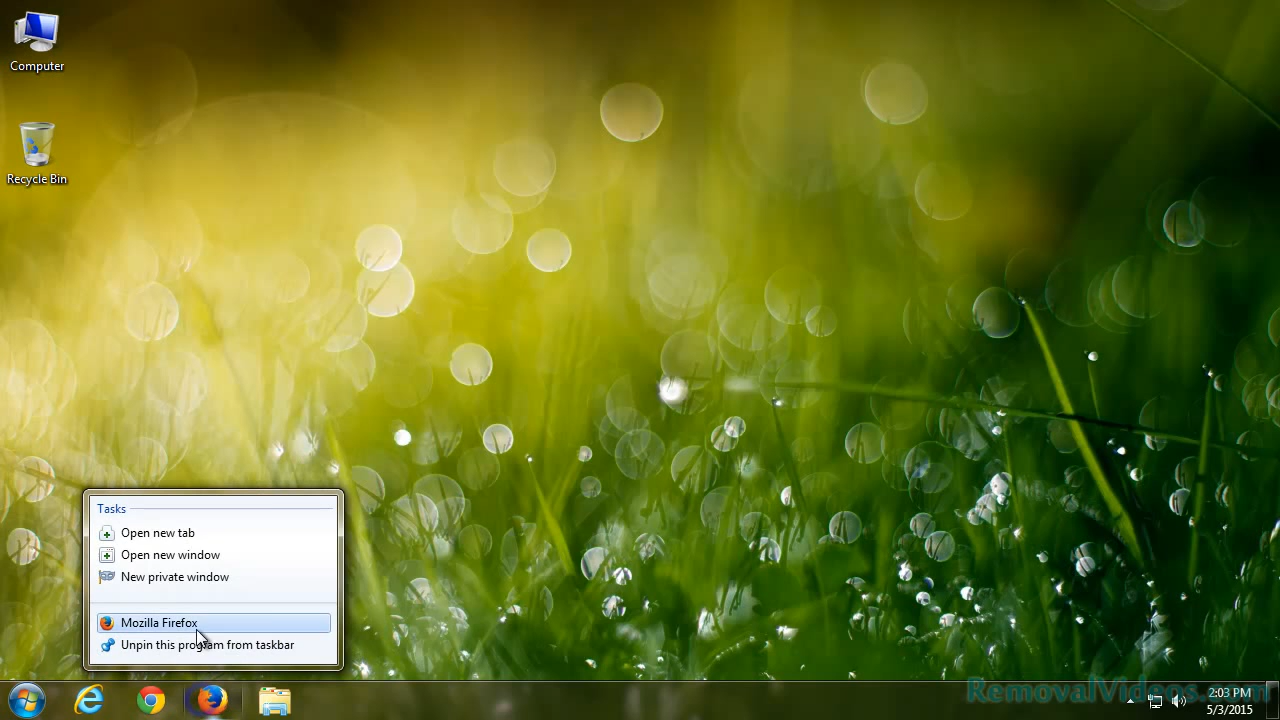 Computer
Recycle Bin
Tasks
Open new tab
Open new window
New private window
Mozilla Firefox
Unpin this program from taskbar
RemovalVideos.com
2:03 PM
5/3/2015